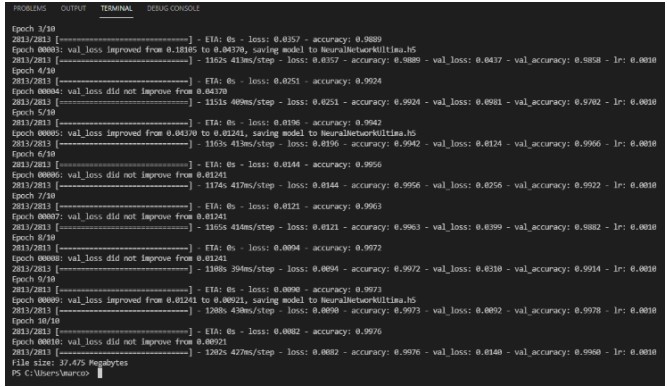 PROBLEMS OUTPUT TERMINAL DEBUG CONSOLE
Epoch 3/10
2813/2813 [==============================] - ETA: 0s - loss: 0.0357 - accuracy: 0.9889
Epoch 00003: val_loss improved from 0.18105 to 0.04370, saving model to NeuralNetworkUltima.h5
2813/2813 [==============================] - 1162s 413ms/step - loss: 0.0357 - accuracy: 0.9889 - val_loss: 0.0437 - val_accuracy: 0.9858 - lr: 0.0010
Epoch 4/10
2813/2813 [==============================] - ETA: 0s - loss: 0.0251 - accuracy: 0.9924
Epoch 00004: val_loss did not improve from 0.04370
2813/2813 [==============================] - 1151s 409ms/step - loss: 0.0251 - accuracy: 0.9924 - val_loss: 0.0981 - val_accuracy: 0.9702 - lr: 0.0010
Epoch 5/10
2813/2813 [==============================] - ETA: 0s - loss: 0.0196 - accuracy: 0.9942
Epoch 00005: val_loss improved from 0.04370 to 0.01241, saving model to NeuralNetworkUltima.h5
2813/2813 [==============================] - 1163s 413ms/step - loss: 0.0196 - accuracy: 0.9942 - val_loss: 0.0124 - val_accuracy: 0.9966 - lr: 0.0010
Epoch 6/10
2813/2813 [==============================] - ETA: 0s - loss: 0.0144 - accuracy: 0.9956
Epoch 00006: val_loss did not improve from 0.01241
2813/2813 [==============================] - 1174s 417ms/step - loss: 0.0144 - accuracy: 0.9956 - val_loss: 0.0256 - val_accuracy: 0.9922 - lr: 0.0010
Epoch 7/10
2813/2813 [==============================] - ETA: 0s - loss: 0.0121 - accuracy: 0.9963
Epoch 00007: val_loss did not improve from 0.01241
2813/2813 [==============================] - 1165s 414ms/step - loss: 0.0121 - accuracy: 0.9963 - val_loss: 0.0399 - val_accuracy: 0.9882 - lr: 0.0010
Epoch 8/10
2813/2813 [==============================] - ETA: 0s - loss: 0.0094 - accuracy: 0.9972
Epoch 00008: val_loss did not improve from 0.01241
2813/2813 [==============================] - 1108s 394ms/step - loss: 0.0094 - accuracy: 0.9972 - val_loss: 0.0310 - val_accuracy: 0.9914 - lr: 0.0010
Epoch 9/10
2813/2813 [==============================] - ETA: 0s - loss: 0.0090 - accuracy: 0.9973
Epoch 00009: val_loss improved from 0.01241 to 0.00921, saving model to NeuralNetworkUltima.h5
2813/2813 [==============================] - 1208s 430ms/step - loss: 0.0090 - accuracy: 0.9973 - val_loss: 0.0092 - val_accuracy: 0.9978 - lr: 0.0010
Epoch 10/10
2813/2813 [==============================] - ETA: 0s - loss: 0.0082 - accuracy: 0.9976
Epoch 00010: val_loss did not improve from 0.00921
2813/2813 [==============================] - 1202s 427ms/step - loss: 0.0082 - accuracy: 0.9976 - val_loss: 0.0140 - val_accuracy: 0.9960 - lr: 0.0010
File size: 37.475 Megabytes
PS C:\Users\marco>